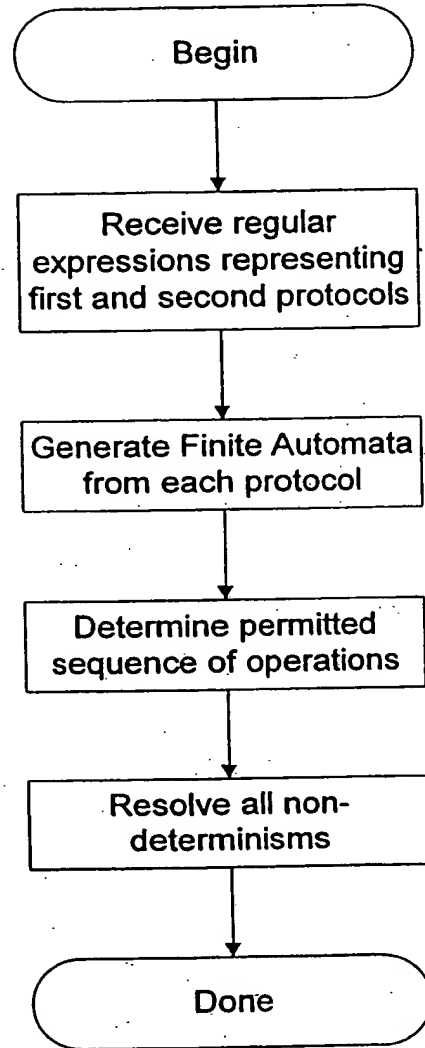 Begin
Receive regular
expressions representing
first and second protocols
Generate Finite Automata
from each protocol
Determine permitted
sequence of operations
Resolve all non-
determinisms
Done